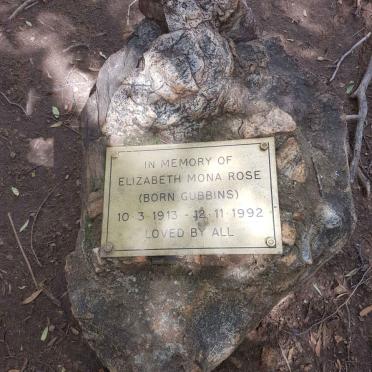 IN MEMORY OF
ELIZABETH MONA ROSE
(BORN GUBBINS)
10·3·1913 - 12·11·1992
LOVED BY ALL